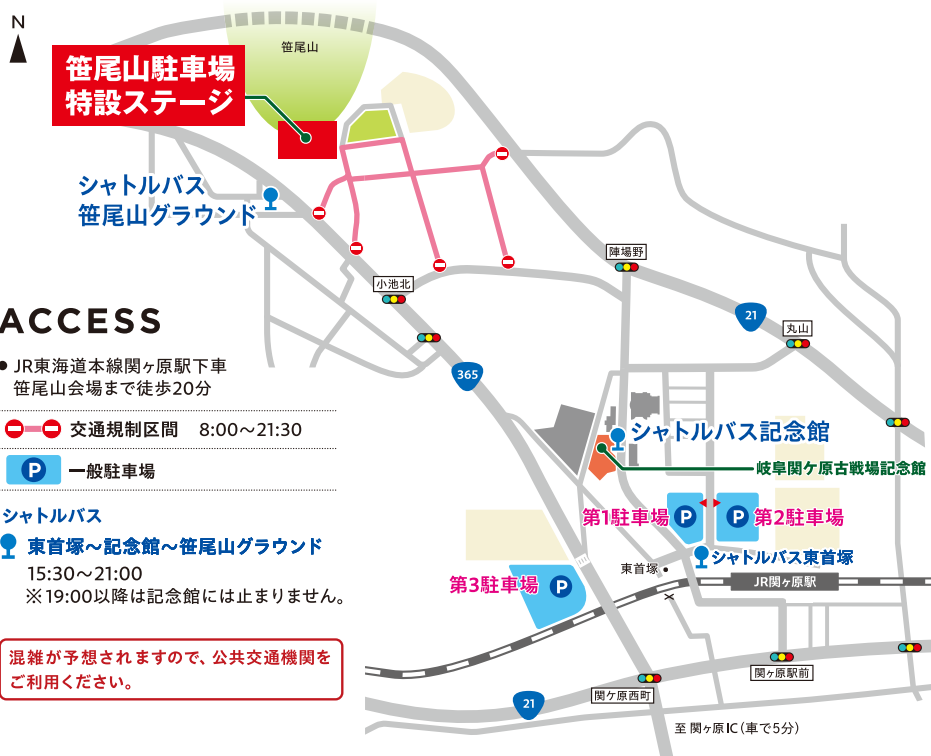 N
笹尾山
笹尾山駐車場
特設ステージ
シャトルバス
笹尾山グラウンド
陣場野
小池北
21
丸山
365
ACCESS
● JR東海道本線関ヶ原駅下車
笹尾山会場まで徒歩20分
交通規制区間 8:00〜21:30
P 一般駐車場
シャトルバス
東首塚〜記念館〜笹尾山グラウンド
15:30〜21:00
※19:00以降は記念館には止まりません。
混雑が予想されますので、公共交通機関を
ご利用ください。
シャトルバス記念館
岐阜関ケ原古戦場記念館
第1駐車場 P
P 第2駐車場
シャトルバス東首塚
東首塚
JR関ヶ原駅
第3駐車場 P
関ヶ原駅前
関ケ原西町
21
至 関ヶ原IC（車で5分）